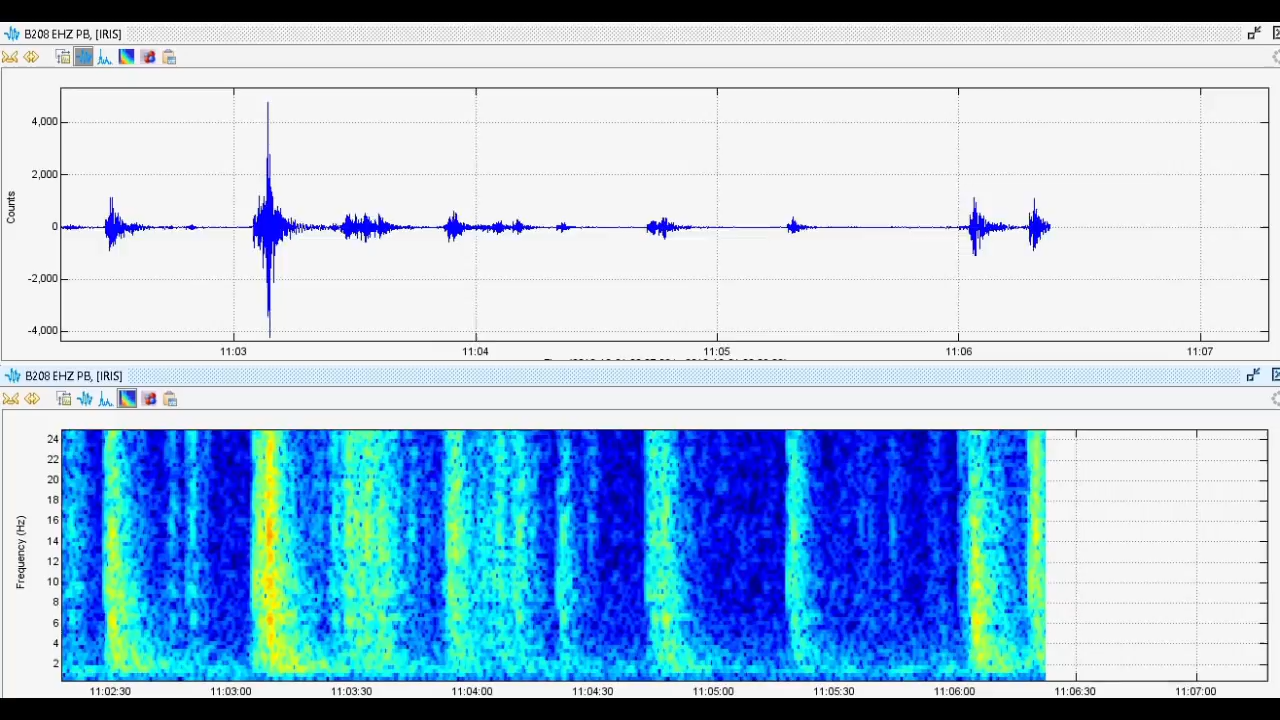 B208 EHZ PB, [IRIS]
4,000
2,000
0
-2,000
-4,000
Counts
11:03 11:04 11:05 11:06 11:07
B208 EHZ PB, [IRIS]
24
22
20
18
16
14
12
10
8
6
4
2
Frequency (Hz)
11:02:30 11:03:00 11:03:30 11:04:00 11:04:30 11:05:00 11:05:30 11:06:00 11:06:30 11:07:00